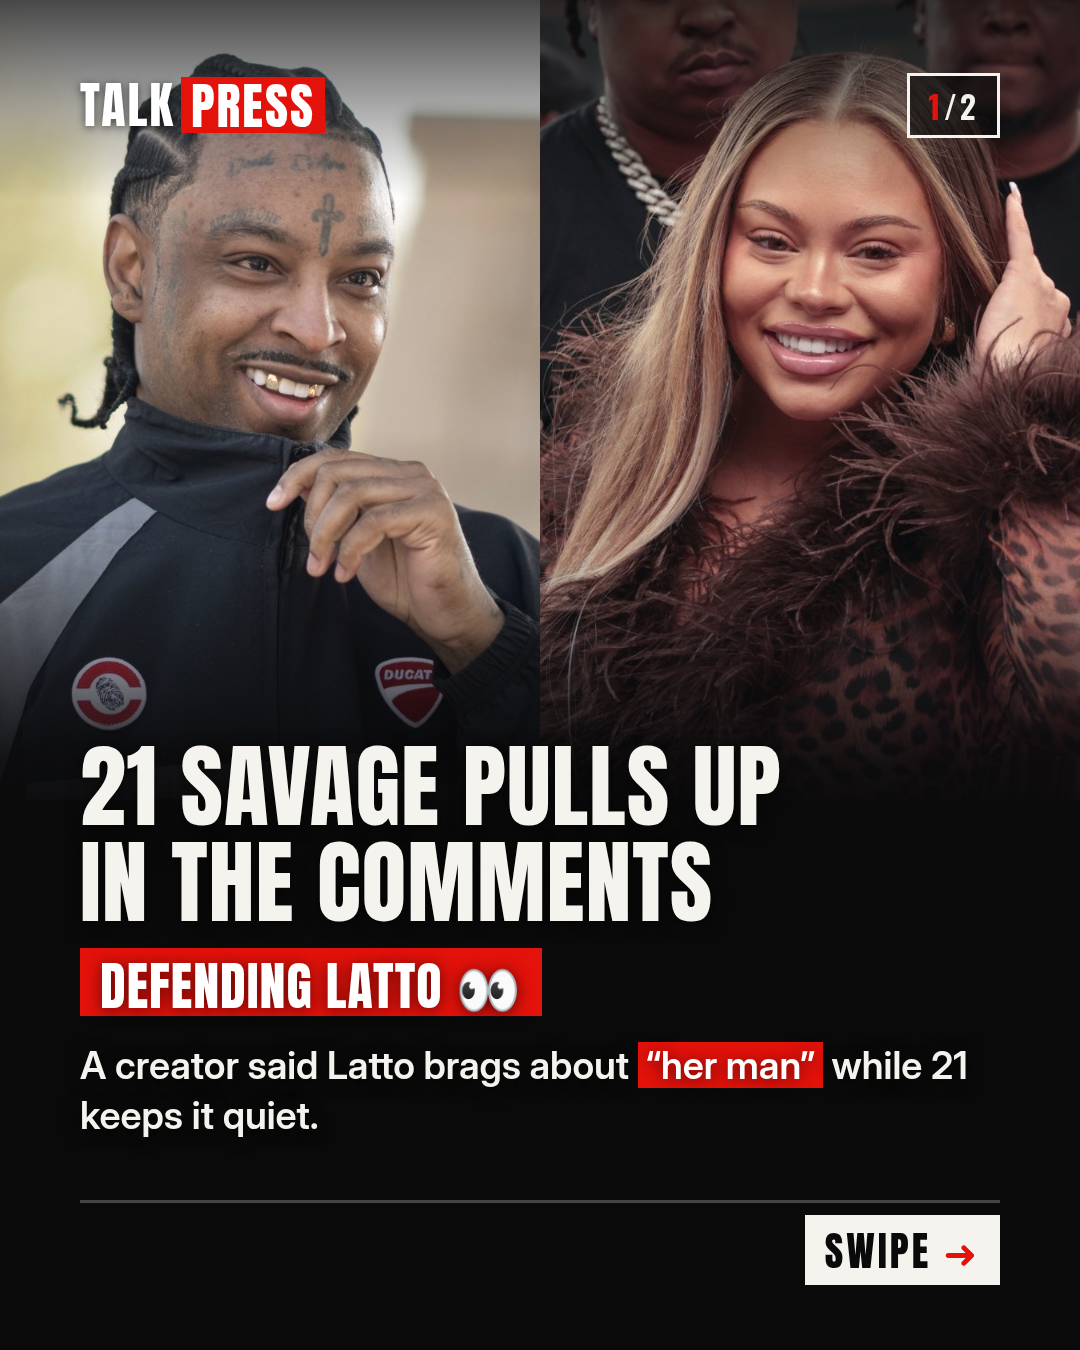 TALK PRESS
1/2
DUCAT
21 SAVAGE PULLS UP
IN THE COMMENTS
DEFENDING LATTO 👀
A creator said Latto brags about “her man” while 21
keeps it quiet.
SWIPE →